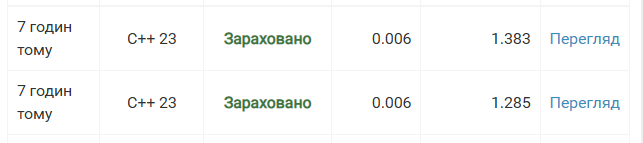 7 годин
тому
C++ 23
Зараховано
0.006
1.383
Перегляд
7 годин
тому
C++ 23
Зараховано
0.006
1.285
Перегляд